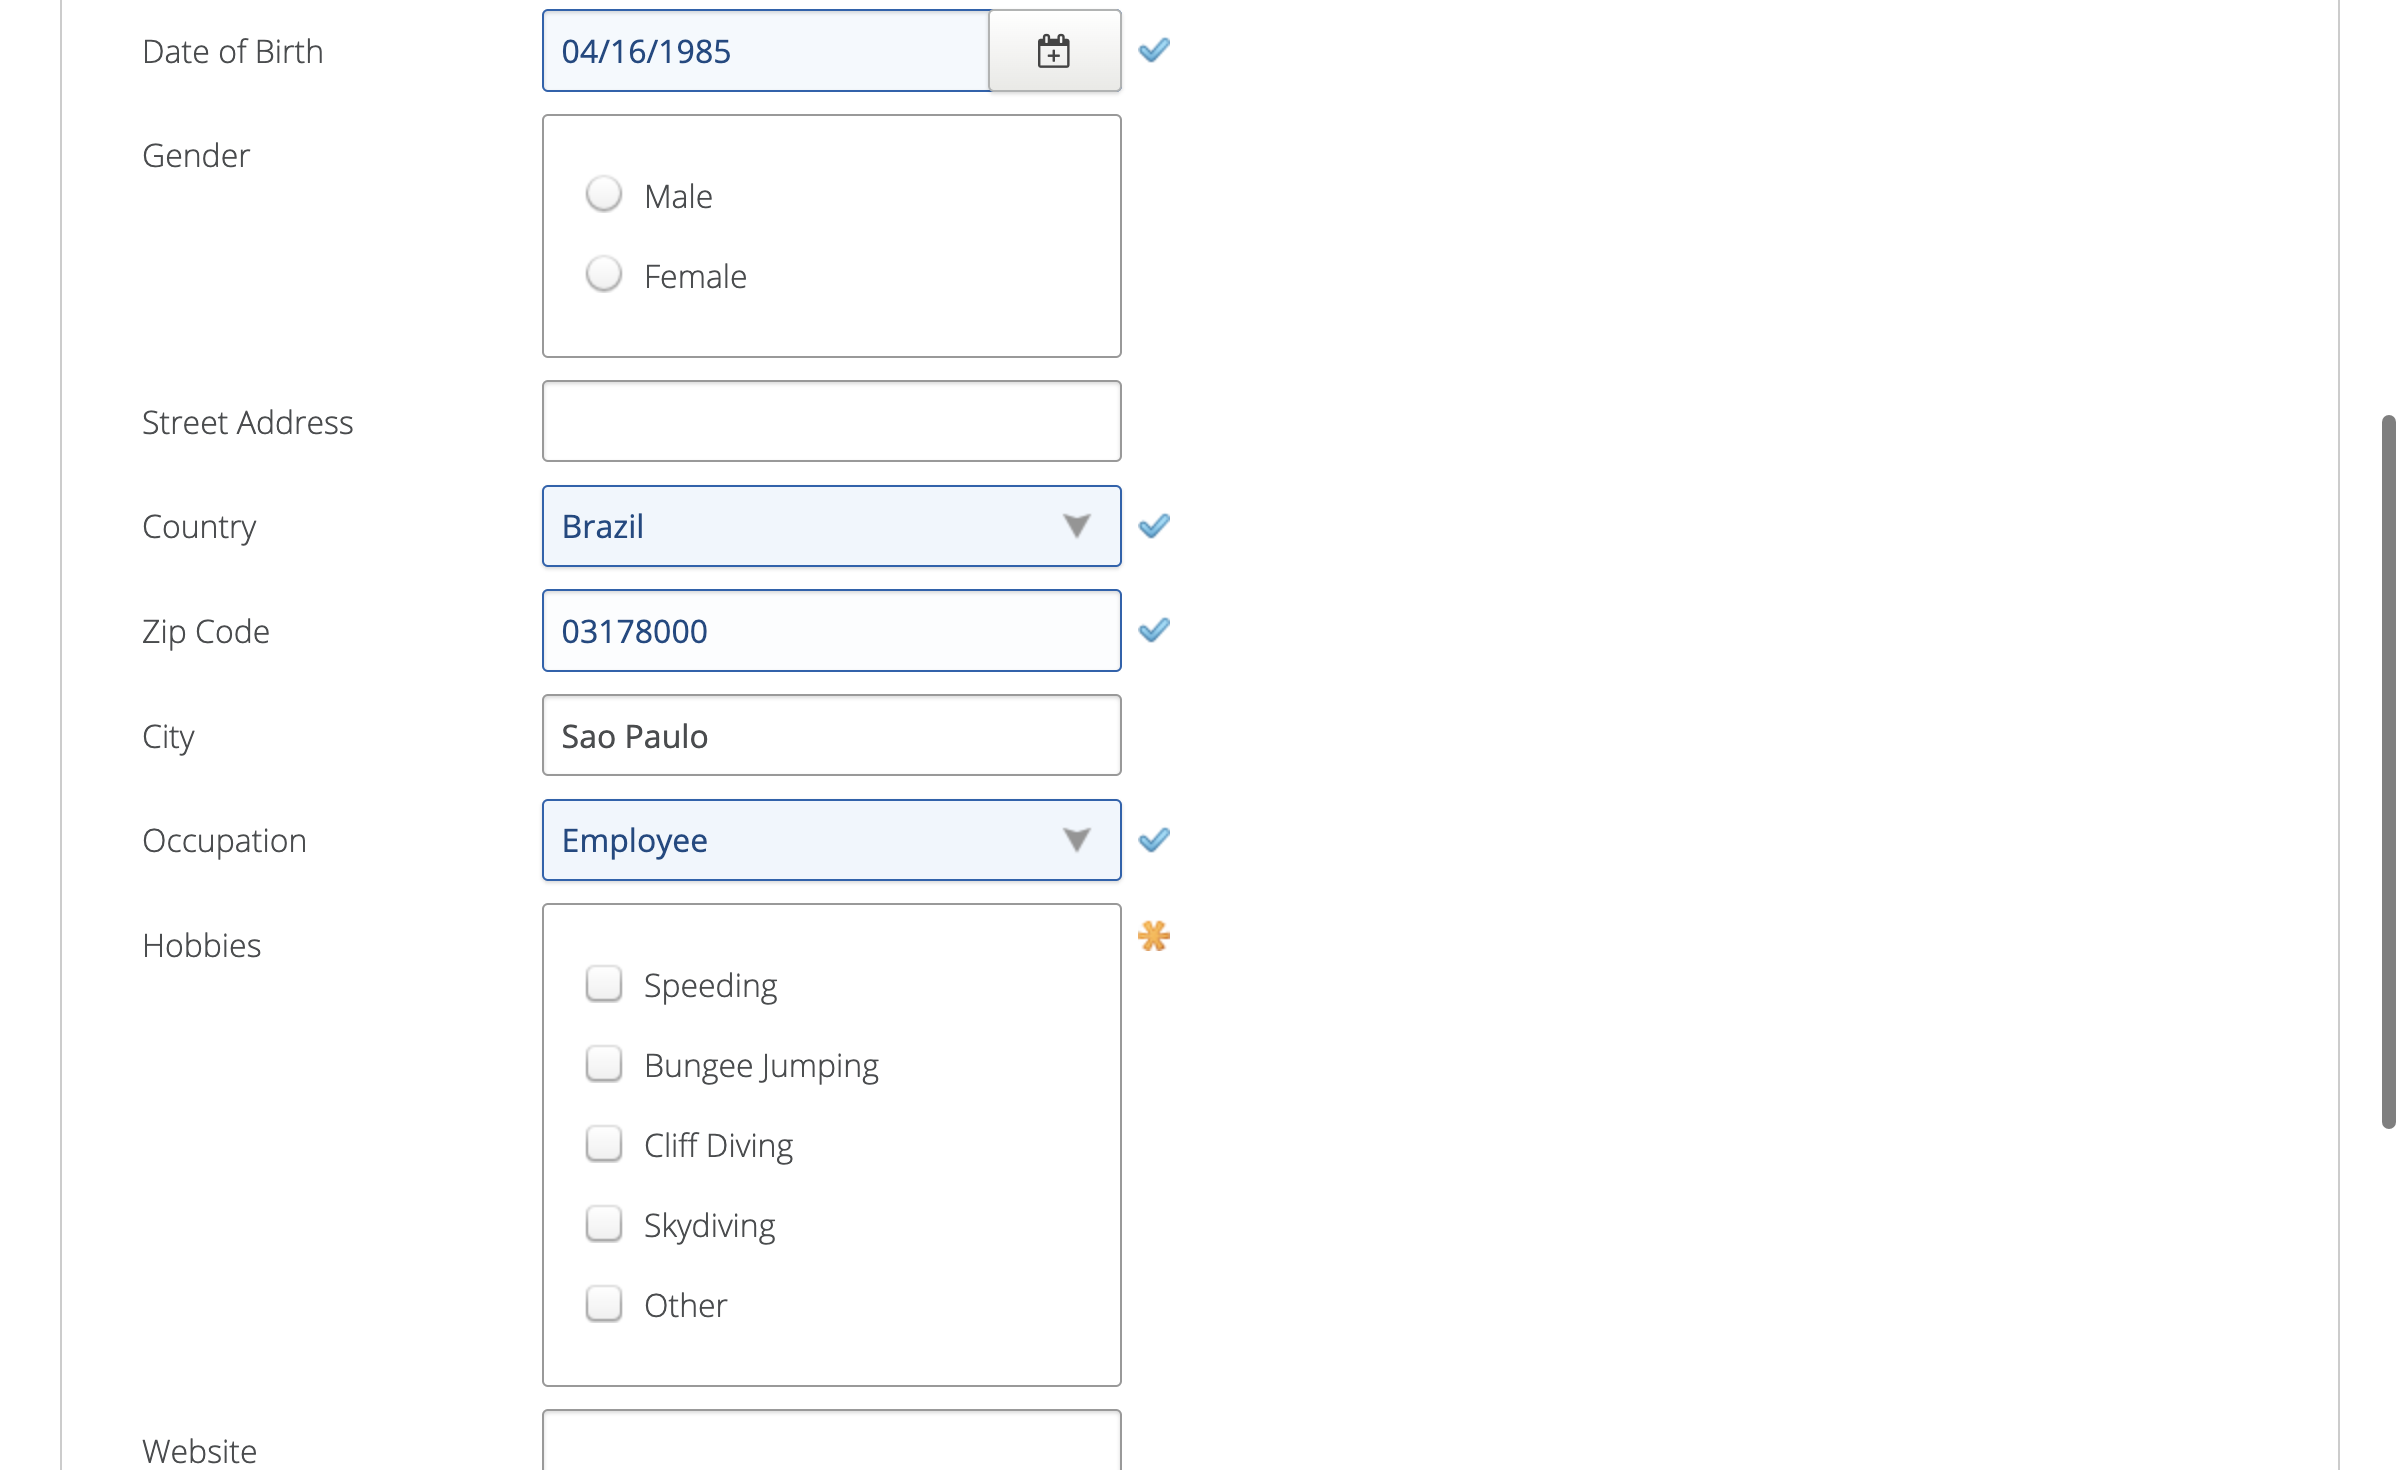 Date of Birth 04/16/1985
Gender
Male
Female
Street Address
Country Brazil
Zip Code 03178000
City Sao Paulo
Occupation Employee
Hobbies
Speeding
Bungee Jumping
Cliff Diving
Skydiving
Other
Website